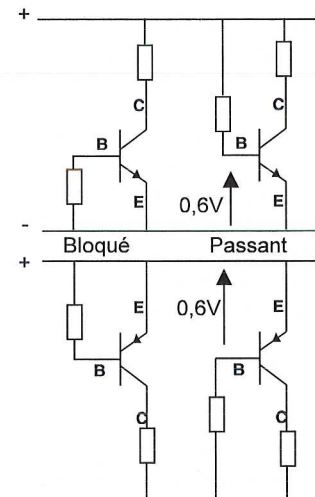 +
C C
B B
E E
0,6V
-
Bloqué Passant
+
E E
0,6V
B B
C C